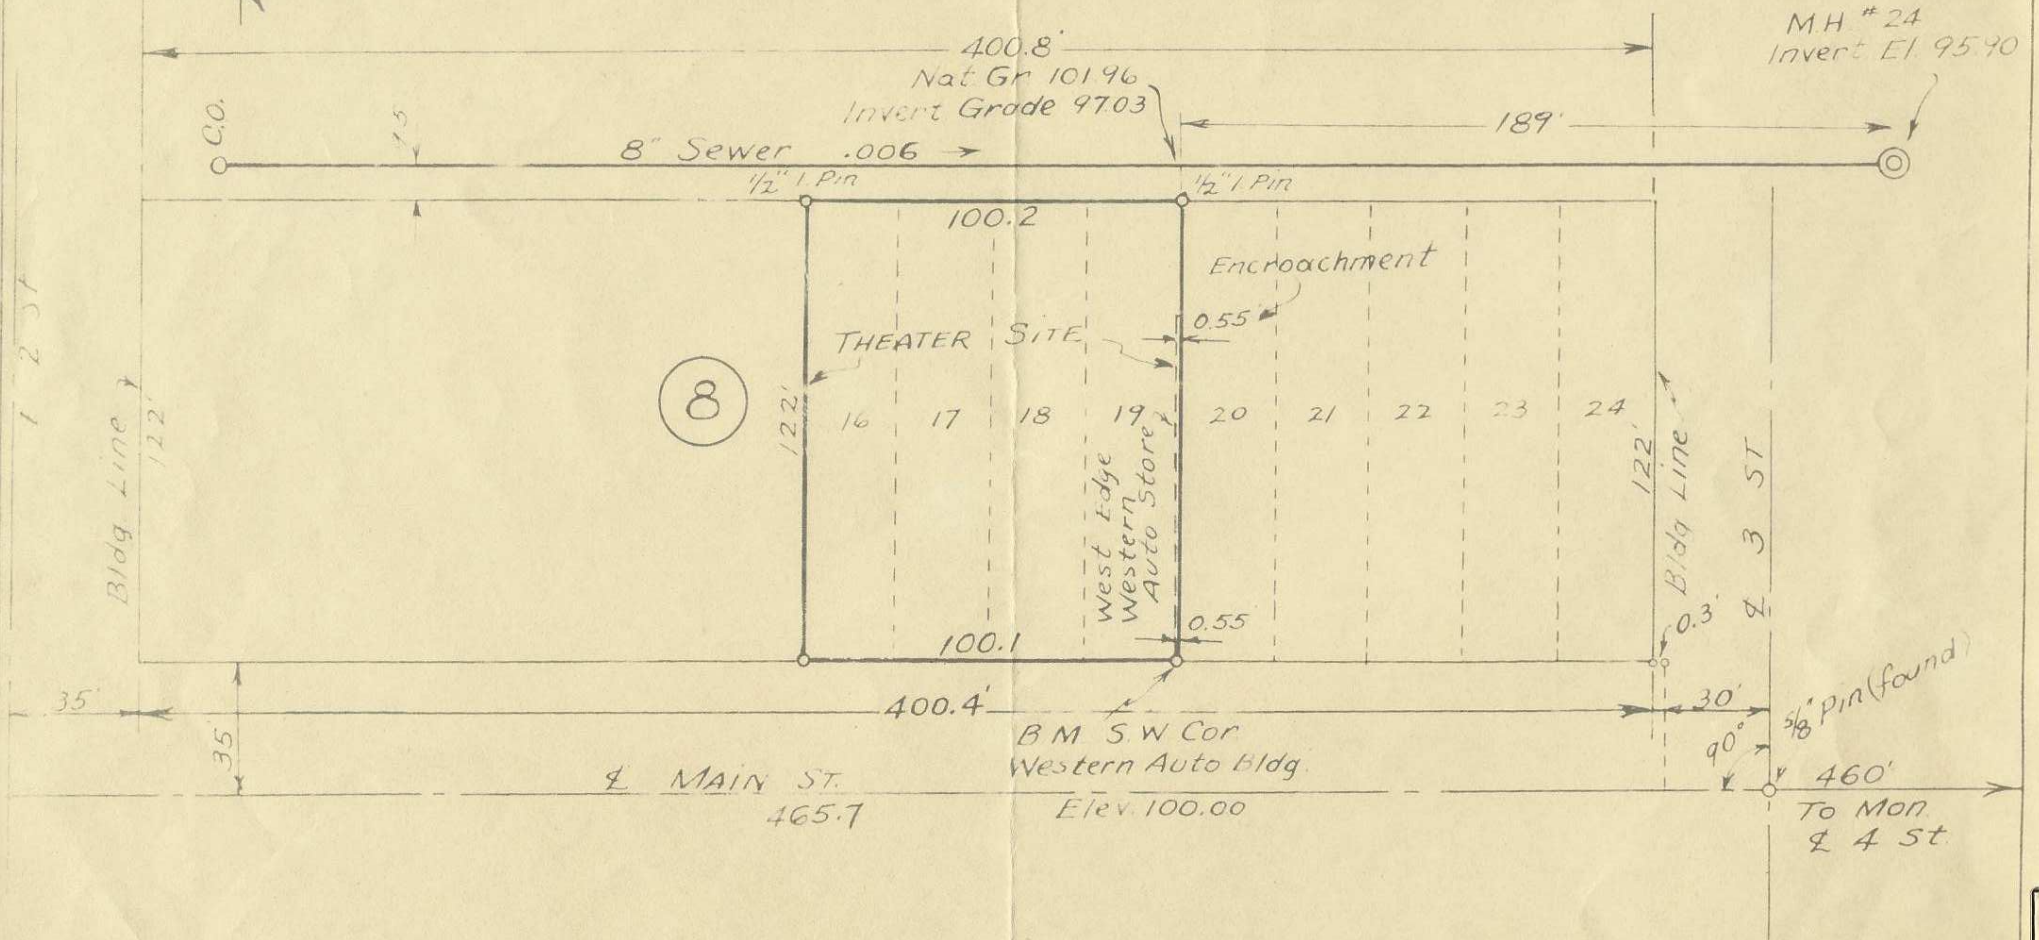 400.8'
M.H. #24
Invert El. 95.90
Nat. Gr. 101.96
Invert Grade 97.03
189'
C.O.
8" Sewer .006
1/2" I. Pin
1/2" I. Pin
100.2
Encroachment
0.55'
THEATER SITE
8
122'
16 17 18 19 20 21 22 23 24
1 2 St
Bldg Line
122'
West Edge
Western
Auto Store
122'
Bldg Line
℄ 3 ST
0.55
0.3'
100.1
35'
400.4'
30'
5/8" Pin (found)
35'
90°
B M S.W Cor
Western Auto Bldg.
Elev. 100.00
℄ MAIN ST.
465.7
460'
To Mon
℄ 4 St.